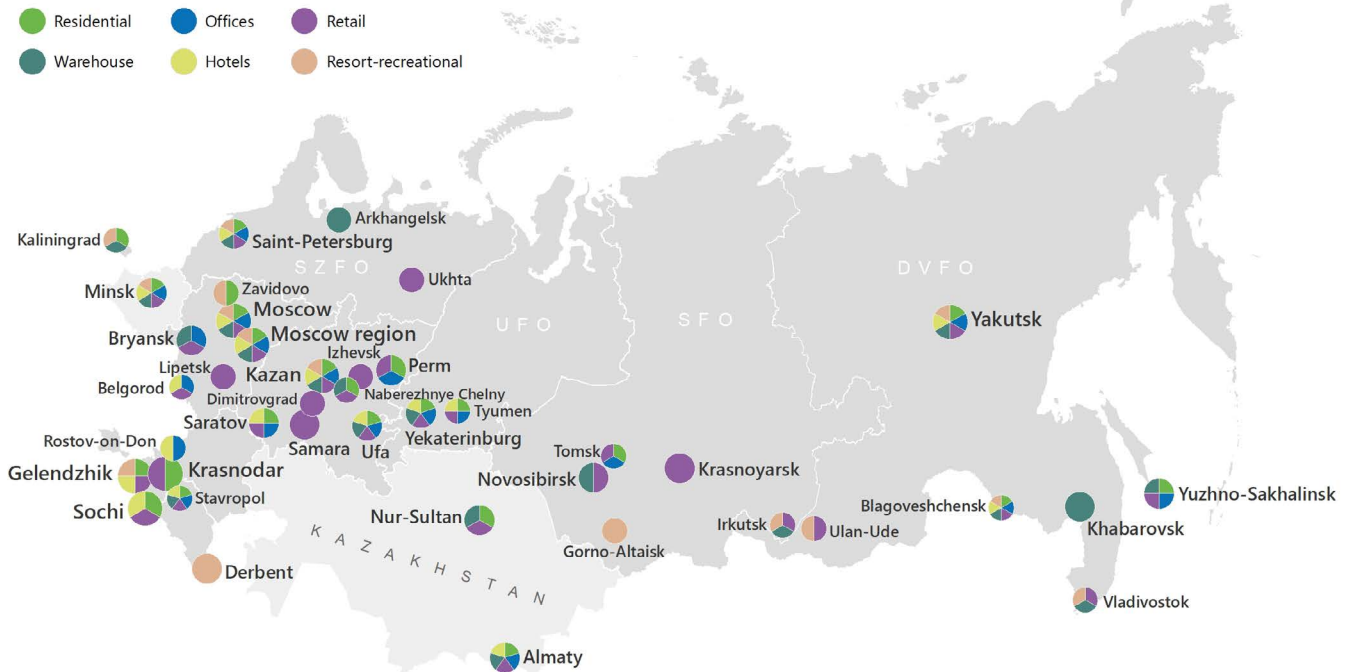 Residential
Offices
Retail
Warehouse
Hotels
Resort-recreational
Arkhangelsk
Kaliningrad
Saint-Petersburg
SZFO
DVFO
Ukhta
Minsk
Zavidovo
Moscow
UFO
SFO
Yakutsk
Bryansk
Moscow region
Izhevsk
Lipetsk
Kazan
Perm
Belgorod
Naberezhnye Chelny
Dimitrovgrad
Tyumen
Saratov
Yekaterinburg
Samara
Ufa
Rostov-on-Don
Tomsk
Gelendzhik
Krasnodar
Krasnoyarsk
Novosibirsk
Stavropol
Yuzhno-Sakhalinsk
Sochi
Blagoveshchensk
Nur-Sultan
Irkutsk
Ulan-Ude
Khabarovsk
KAZAKHSTAN
Gorno-Altaisk
Derbent
Vladivostok
Almaty